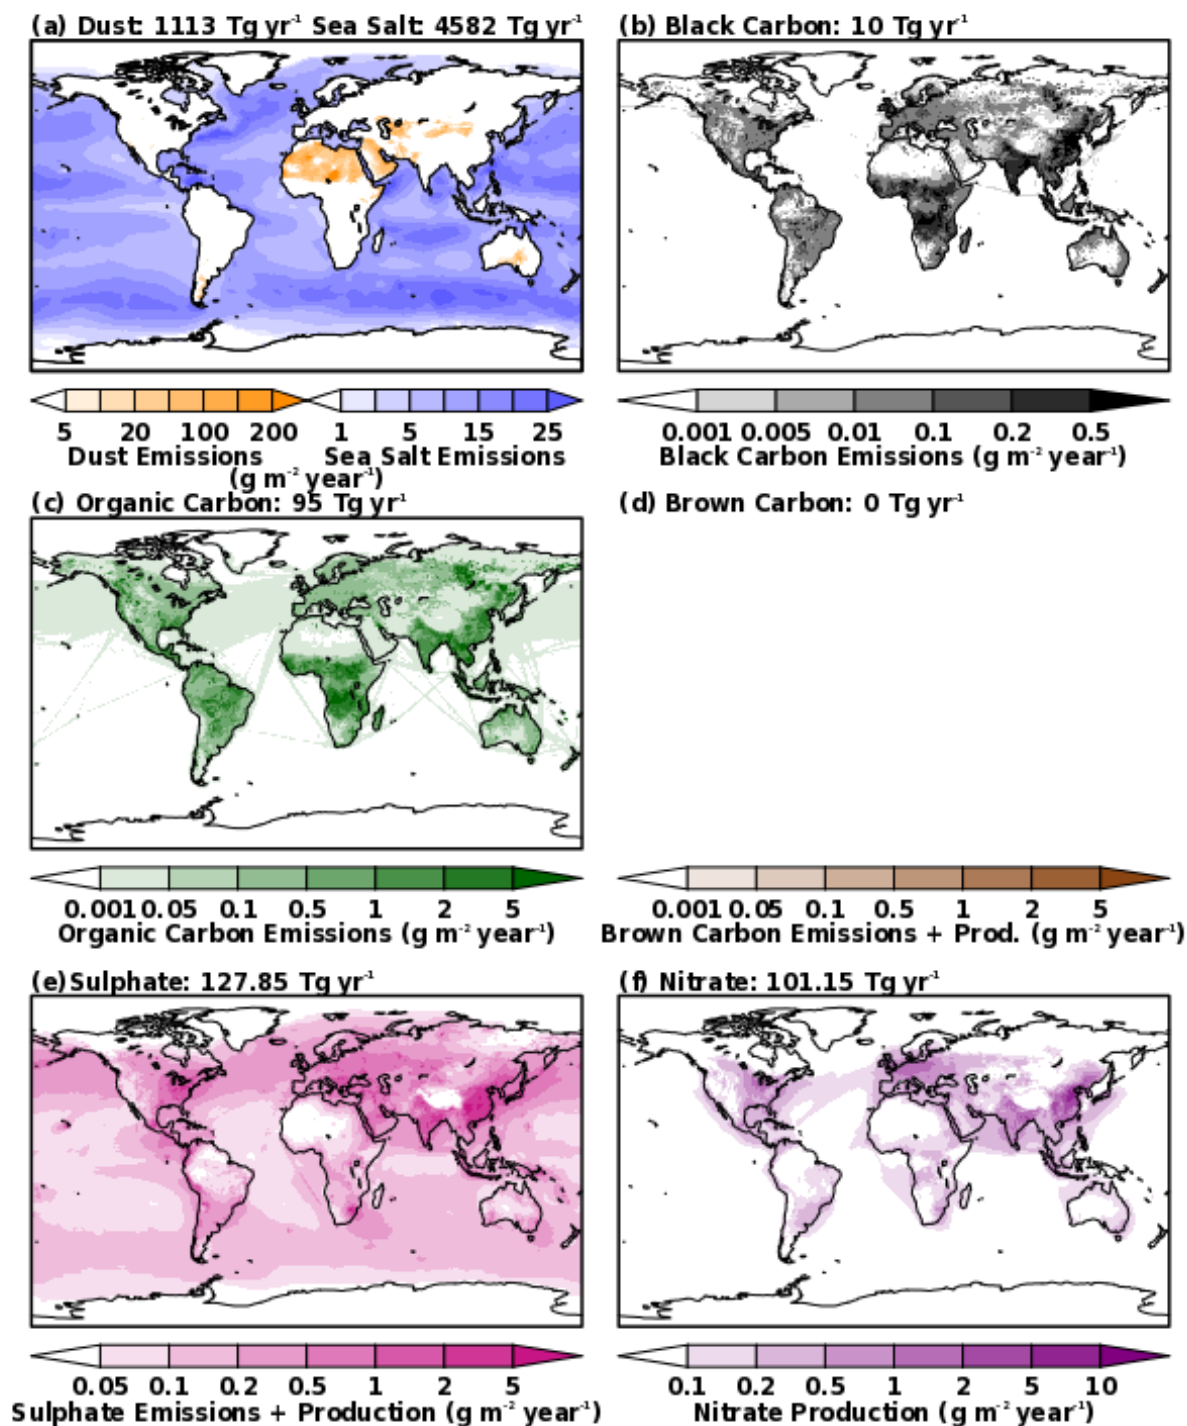 (a) Dust: 1113 Tg yr⁻¹ Sea Salt: 4582 Tg yr⁻¹
(b) Black Carbon: 10 Tg yr⁻¹
5 20 100 200 1 5 15 25
Dust Emissions Sea Salt Emissions
(g m⁻² year⁻¹)
0.001 0.005 0.01 0.1 0.2 0.5
Black Carbon Emissions (g m⁻² year⁻¹)
(c) Organic Carbon: 95 Tg yr⁻¹
(d) Brown Carbon: 0 Tg yr⁻¹
0.001 0.05 0.1 0.5 1 2 5
Organic Carbon Emissions (g m⁻² year⁻¹)
0.001 0.05 0.1 0.5 1 2 5
Brown Carbon Emissions + Prod. (g m⁻² year⁻¹)
(e) Sulphate: 127.85 Tg yr⁻¹
(f) Nitrate: 101.15 Tg yr⁻¹
0.05 0.1 0.2 0.5 1 2 5
Sulphate Emissions + Production (g m⁻² year⁻¹)
0.1 0.2 0.5 1 2 5 10
Nitrate Production (g m⁻² year⁻¹)